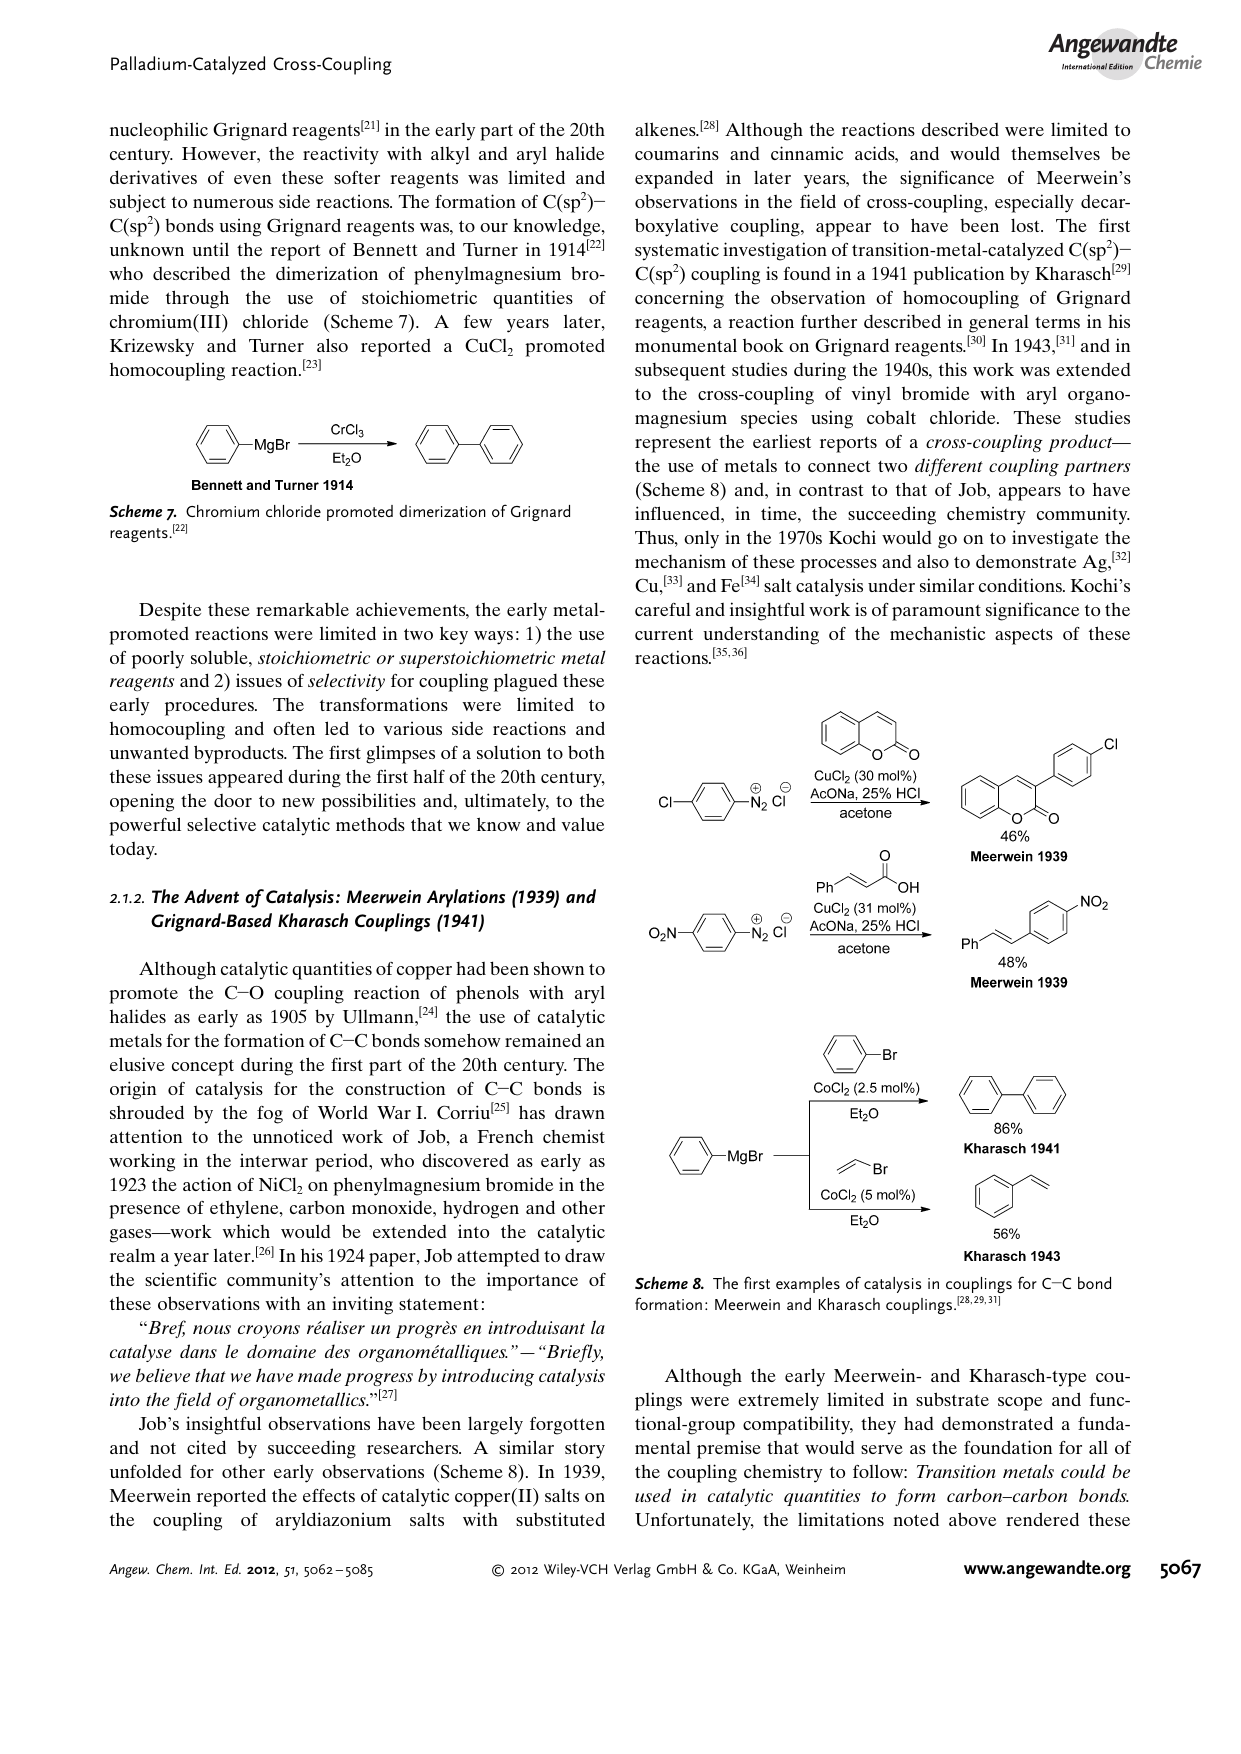 Palladium-Catalyzed Cross-Coupling
Angewandte
International Edition Chemie
nucleophilic Grignard reagents[21] in the early part of the 20th
century. However, the reactivity with alkyl and aryl halide
derivatives of even these softer reagents was limited and
subject to numerous side reactions. The formation of C(sp2)–
C(sp2) bonds using Grignard reagents was, to our knowledge,
unknown until the report of Bennett and Turner in 1914[22]
who described the dimerization of phenylmagnesium bro-
mide through the use of stoichiometric quantities of
chromium(III) chloride (Scheme 7). A few years later,
Krizewsky and Turner also reported a CuCl2 promoted
homocoupling reaction.[23]
MgBr
CrCl3
Et2O
Bennett and Turner 1914
Scheme 7. Chromium chloride promoted dimerization of Grignard
reagents.[22]
Despite these remarkable achievements, the early metal-
promoted reactions were limited in two key ways: 1) the use
of poorly soluble, stoichiometric or superstoichiometric metal
reagents and 2) issues of selectivity for coupling plagued these
early procedures. The transformations were limited to
homocoupling and often led to various side reactions and
unwanted byproducts. The first glimpses of a solution to both
these issues appeared during the first half of the 20th century,
opening the door to new possibilities and, ultimately, to the
powerful selective catalytic methods that we know and value
today.
2.1.2. The Advent of Catalysis: Meerwein Arylations (1939) and
Grignard-Based Kharasch Couplings (1941)
Although catalytic quantities of copper had been shown to
promote the C–O coupling reaction of phenols with aryl
halides as early as 1905 by Ullmann,[24] the use of catalytic
metals for the formation of C–C bonds somehow remained an
elusive concept during the first part of the 20th century. The
origin of catalysis for the construction of C–C bonds is
shrouded by the fog of World War I. Corriu[25] has drawn
attention to the unnoticed work of Job, a French chemist
working in the interwar period, who discovered as early as
1923 the action of NiCl2 on phenylmagnesium bromide in the
presence of ethylene, carbon monoxide, hydrogen and other
gases—work which would be extended into the catalytic
realm a year later.[26] In his 1924 paper, Job attempted to draw
the scientific community's attention to the importance of
these observations with an inviting statement:
“Bref, nous croyons réaliser un progrès en introduisant la
catalyse dans le domaine des organométalliques.”—“Briefly,
we believe that we have made progress by introducing catalysis
into the field of organometallics.”[27]
Job's insightful observations have been largely forgotten
and not cited by succeeding researchers. A similar story
unfolded for other early observations (Scheme 8). In 1939,
Meerwein reported the effects of catalytic copper(II) salts on
the coupling of aryldiazonium salts with substituted
alkenes.[28] Although the reactions described were limited to
coumarins and cinnamic acids, and would themselves be
expanded in later years, the significance of Meerwein's
observations in the field of cross-coupling, especially decar-
boxylative coupling, appear to have been lost. The first
systematic investigation of transition-metal-catalyzed C(sp2)–
C(sp2) coupling is found in a 1941 publication by Kharasch[29]
concerning the observation of homocoupling of Grignard
reagents, a reaction further described in general terms in his
monumental book on Grignard reagents.[30] In 1943,[31] and in
subsequent studies during the 1940s, this work was extended
to the cross-coupling of vinyl bromide with aryl organo-
magnesium species using cobalt chloride. These studies
represent the earliest reports of a cross-coupling product—
the use of metals to connect two different coupling partners
(Scheme 8) and, in contrast to that of Job, appears to have
influenced, in time, the succeeding chemistry community.
Thus, only in the 1970s Kochi would go on to investigate the
mechanism of these processes and also to demonstrate Ag,[32]
Cu,[33] and Fe[34] salt catalysis under similar conditions. Kochi's
careful and insightful work is of paramount significance to the
current understanding of the mechanistic aspects of these
reactions.[35,36]
O O
CuCl2 (30 mol%)
AcONa, 25% HCl
acetone
Cl N2 ⊕ Cl ⊖
Cl
O O
46%
Meerwein 1939
O
Ph OH
CuCl2 (31 mol%)
AcONa, 25% HCl
acetone
O2N N2 ⊕ Cl ⊖
NO2
Ph
48%
Meerwein 1939
Br
CoCl2 (2.5 mol%)
Et2O
86%
Kharasch 1941
MgBr
Br
CoCl2 (5 mol%)
Et2O
56%
Kharasch 1943
Scheme 8. The first examples of catalysis in couplings for C–C bond
formation: Meerwein and Kharasch couplings.[28,29,31]
Although the early Meerwein- and Kharasch-type cou-
plings were extremely limited in substrate scope and func-
tional-group compatibility, they had demonstrated a funda-
mental premise that would serve as the foundation for all of
the coupling chemistry to follow: Transition metals could be
used in catalytic quantities to form carbon–carbon bonds.
Unfortunately, the limitations noted above rendered these
Angew. Chem. Int. Ed. 2012, 51, 5062–5085
© 2012 Wiley-VCH Verlag GmbH & Co. KGaA, Weinheim
www.angewandte.org 5067